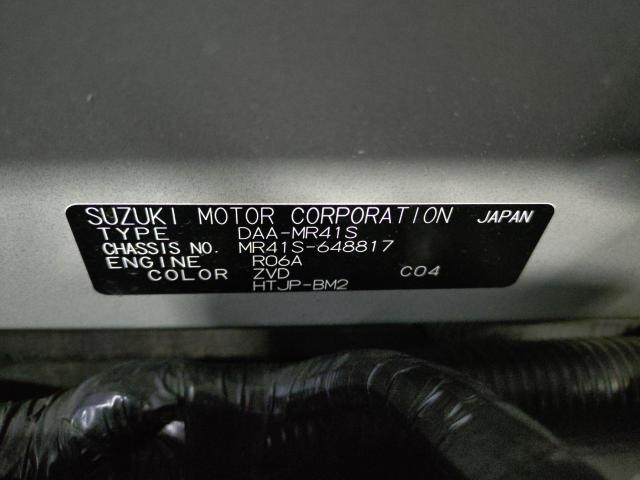 SUZUKI MOTOR CORPORATION JAPAN
TYPE DAA-MR41S
CHASSIS NO. MR41S-648817
ENGINE R06A
COLOR ZVD C04
HTJP-BM2